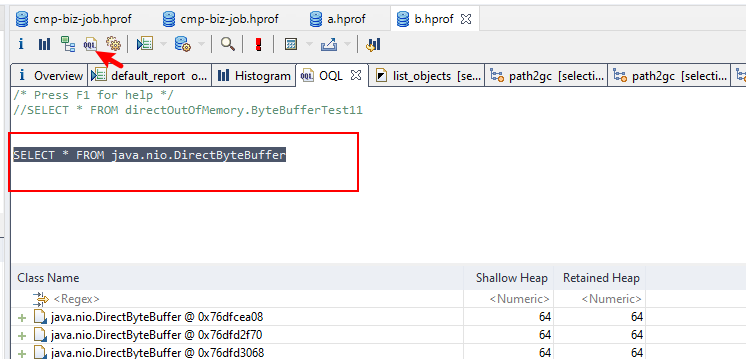 cmp-biz-job.hprof cmp-biz-job.hprof a.hprof b.hprof
i OQL
i Overview default_report o... Histogram OQL OQL list_objects [se... path2gc [selecti... path2gc [selecti...
/* Press F1 for help */
//SELECT * FROM directOutOfMemory.ByteBufferTest11
SELECT * FROM java.nio.DirectByteBuffer
Class Name Shallow Heap Retained Heap
<Regex> <Numeric> <Numeric>
java.nio.DirectByteBuffer @ 0x76dfcea08 64 64
java.nio.DirectByteBuffer @ 0x76dfd2f70 64 64
java.nio.DirectByteBuffer @ 0x76dfd3068 64 64